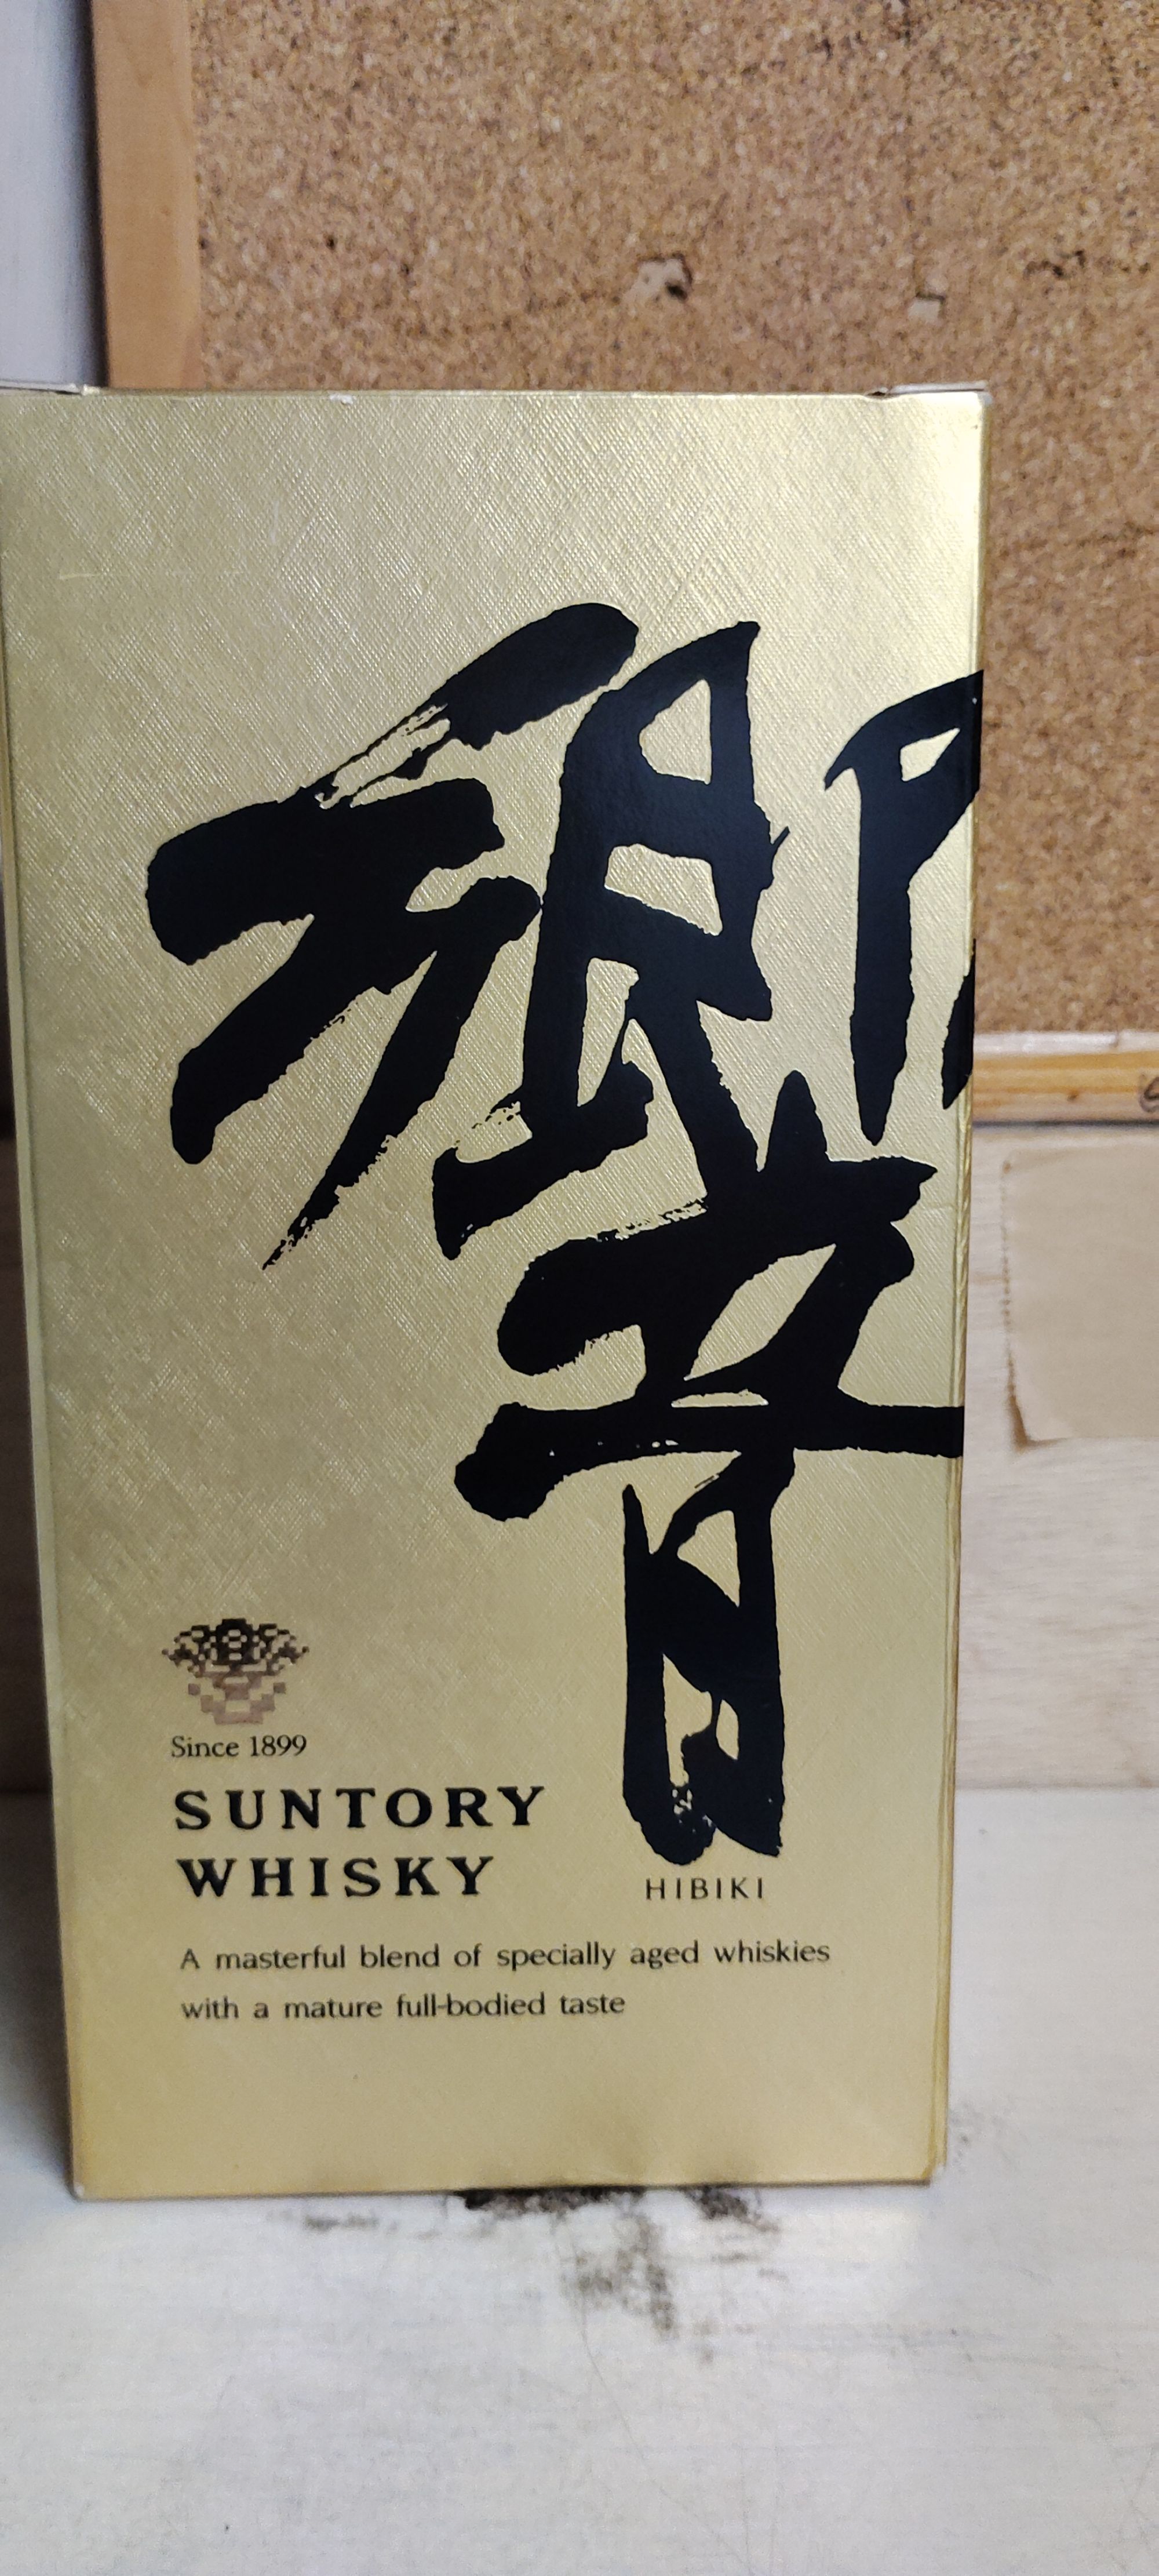 響
Since 1899
SUNTORY
WHISKY
HIBIKI
A masterful blend of specially aged whiskies
with a mature full-bodied taste